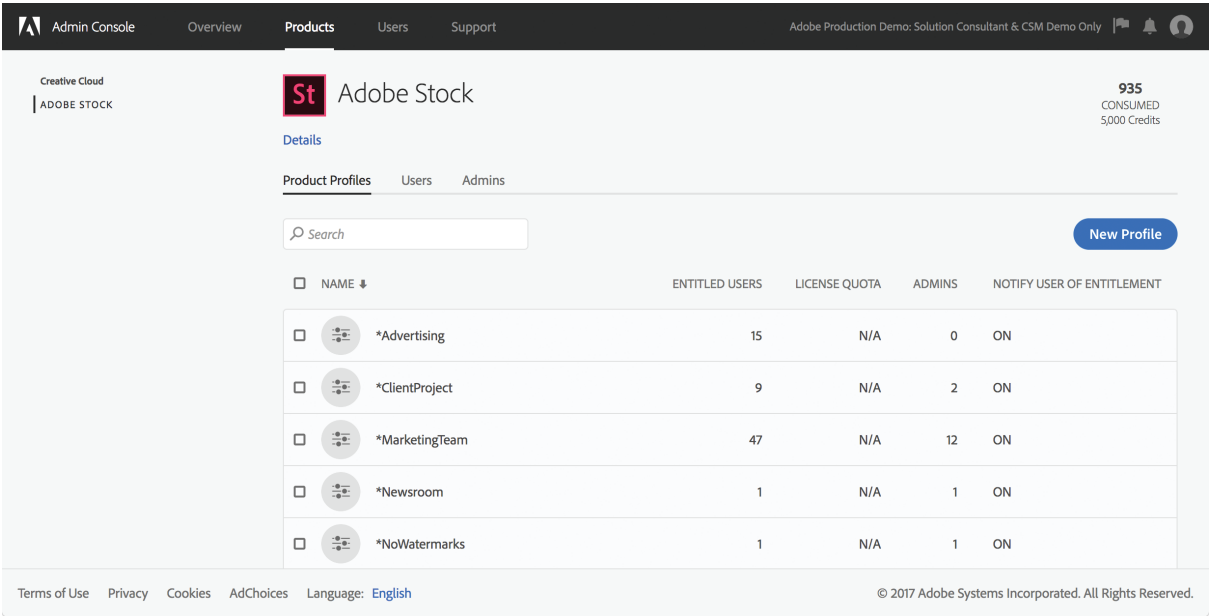 Admin Console Overview Products Users Support Adobe Production Demo: Solution Consultant & CSM Demo Only
Creative Cloud
ADOBE STOCK
St Adobe Stock
935
CONSUMED
5,000 Credits
Details
Product Profiles Users Admins
Search
New Profile
NAME ENTITLED USERS LICENSE QUOTA ADMINS NOTIFY USER OF ENTITLEMENT
*Advertising 15 N/A 0 ON
*ClientProject 9 N/A 2 ON
*MarketingTeam 47 N/A 12 ON
*Newsroom 1 N/A 1 ON
*NoWatermarks 1 N/A 1 ON
Terms of Use Privacy Cookies AdChoices Language: English © 2017 Adobe Systems Incorporated. All Rights Reserved.